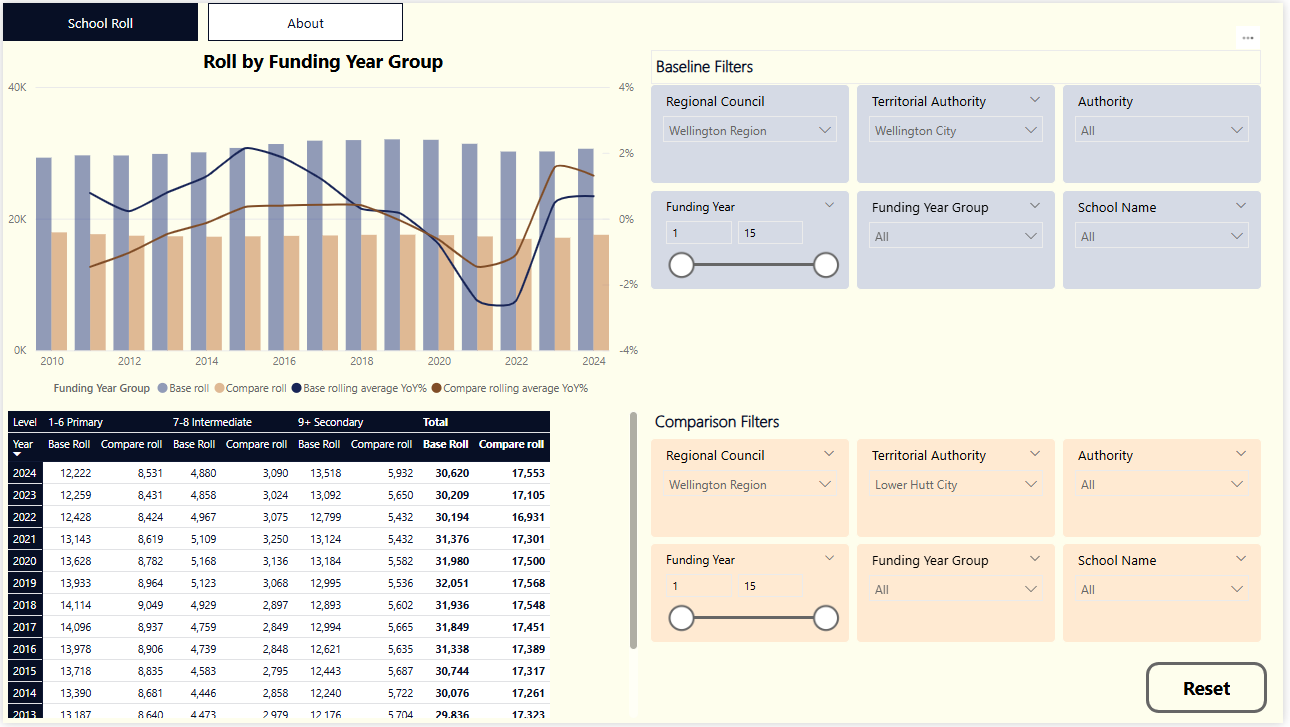 School Roll
About
Roll by Funding Year Group
40K
20K
0K
4%
2%
0%
-2%
-4%
2010 2012 2014 2016 2018 2020 2022 2024
Funding Year Group Base roll Compare roll Base rolling average YoY% Compare rolling average YoY%
Level 1-6 Primary 7-8 Intermediate 9+ Secondary Total
Year Base Roll Compare roll Base Roll Compare roll Base Roll Compare roll Base Roll Compare roll
2024 12,222 8,531 4,880 3,090 13,518 5,932 30,620 17,553
2023 12,259 8,431 4,858 3,024 13,092 5,650 30,209 17,105
2022 12,428 8,424 4,967 3,075 12,799 5,432 30,194 16,931
2021 13,143 8,619 5,109 3,250 13,124 5,432 31,376 17,301
2020 13,628 8,782 5,168 3,136 13,184 5,582 31,980 17,500
2019 13,933 8,964 5,123 3,068 12,995 5,536 32,051 17,568
2018 14,114 9,049 4,929 2,897 12,893 5,602 31,936 17,548
2017 14,096 8,937 4,759 2,849 12,994 5,665 31,849 17,451
2016 13,978 8,906 4,739 2,848 12,621 5,635 31,338 17,389
2015 13,718 8,835 4,583 2,795 12,443 5,687 30,744 17,317
2014 13,390 8,681 4,446 2,858 12,240 5,722 30,076 17,261
2013 13,187 8,640 4,473 2,979 12,176 5,704 29,836 17,323
Baseline Filters
Regional Council
Wellington Region
Territorial Authority
Wellington City
Authority
All
Funding Year
1 15
Funding Year Group
All
School Name
All
Comparison Filters
Regional Council
Wellington Region
Territorial Authority
Lower Hutt City
Authority
All
Funding Year
1 15
Funding Year Group
All
School Name
All
Reset